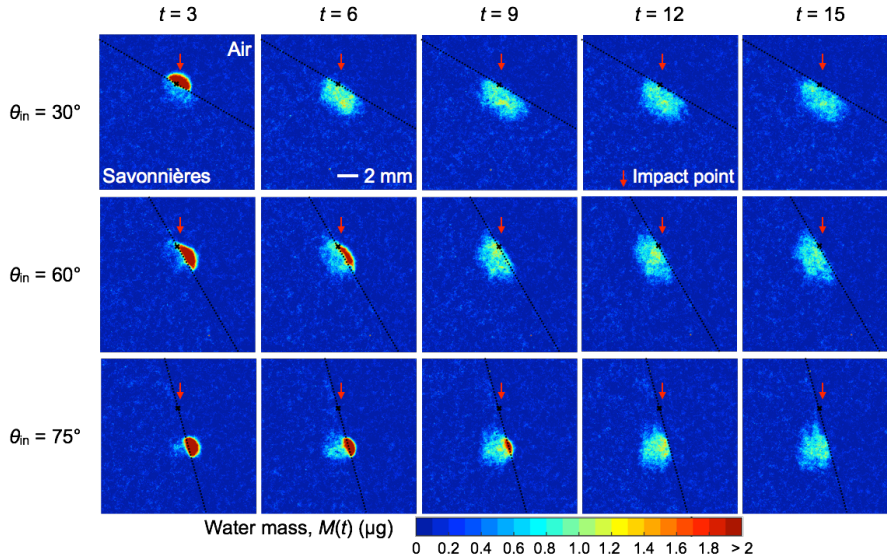 t = 3 t = 6 t = 9 t = 12 t = 15
Air
θin = 30°
Savonnières 2 mm Impact point
θin = 60°
θin = 75°
Water mass, M(t) (µg)
0 0.2 0.4 0.6 0.8 1.0 1.2 1.4 1.6 1.8 > 2